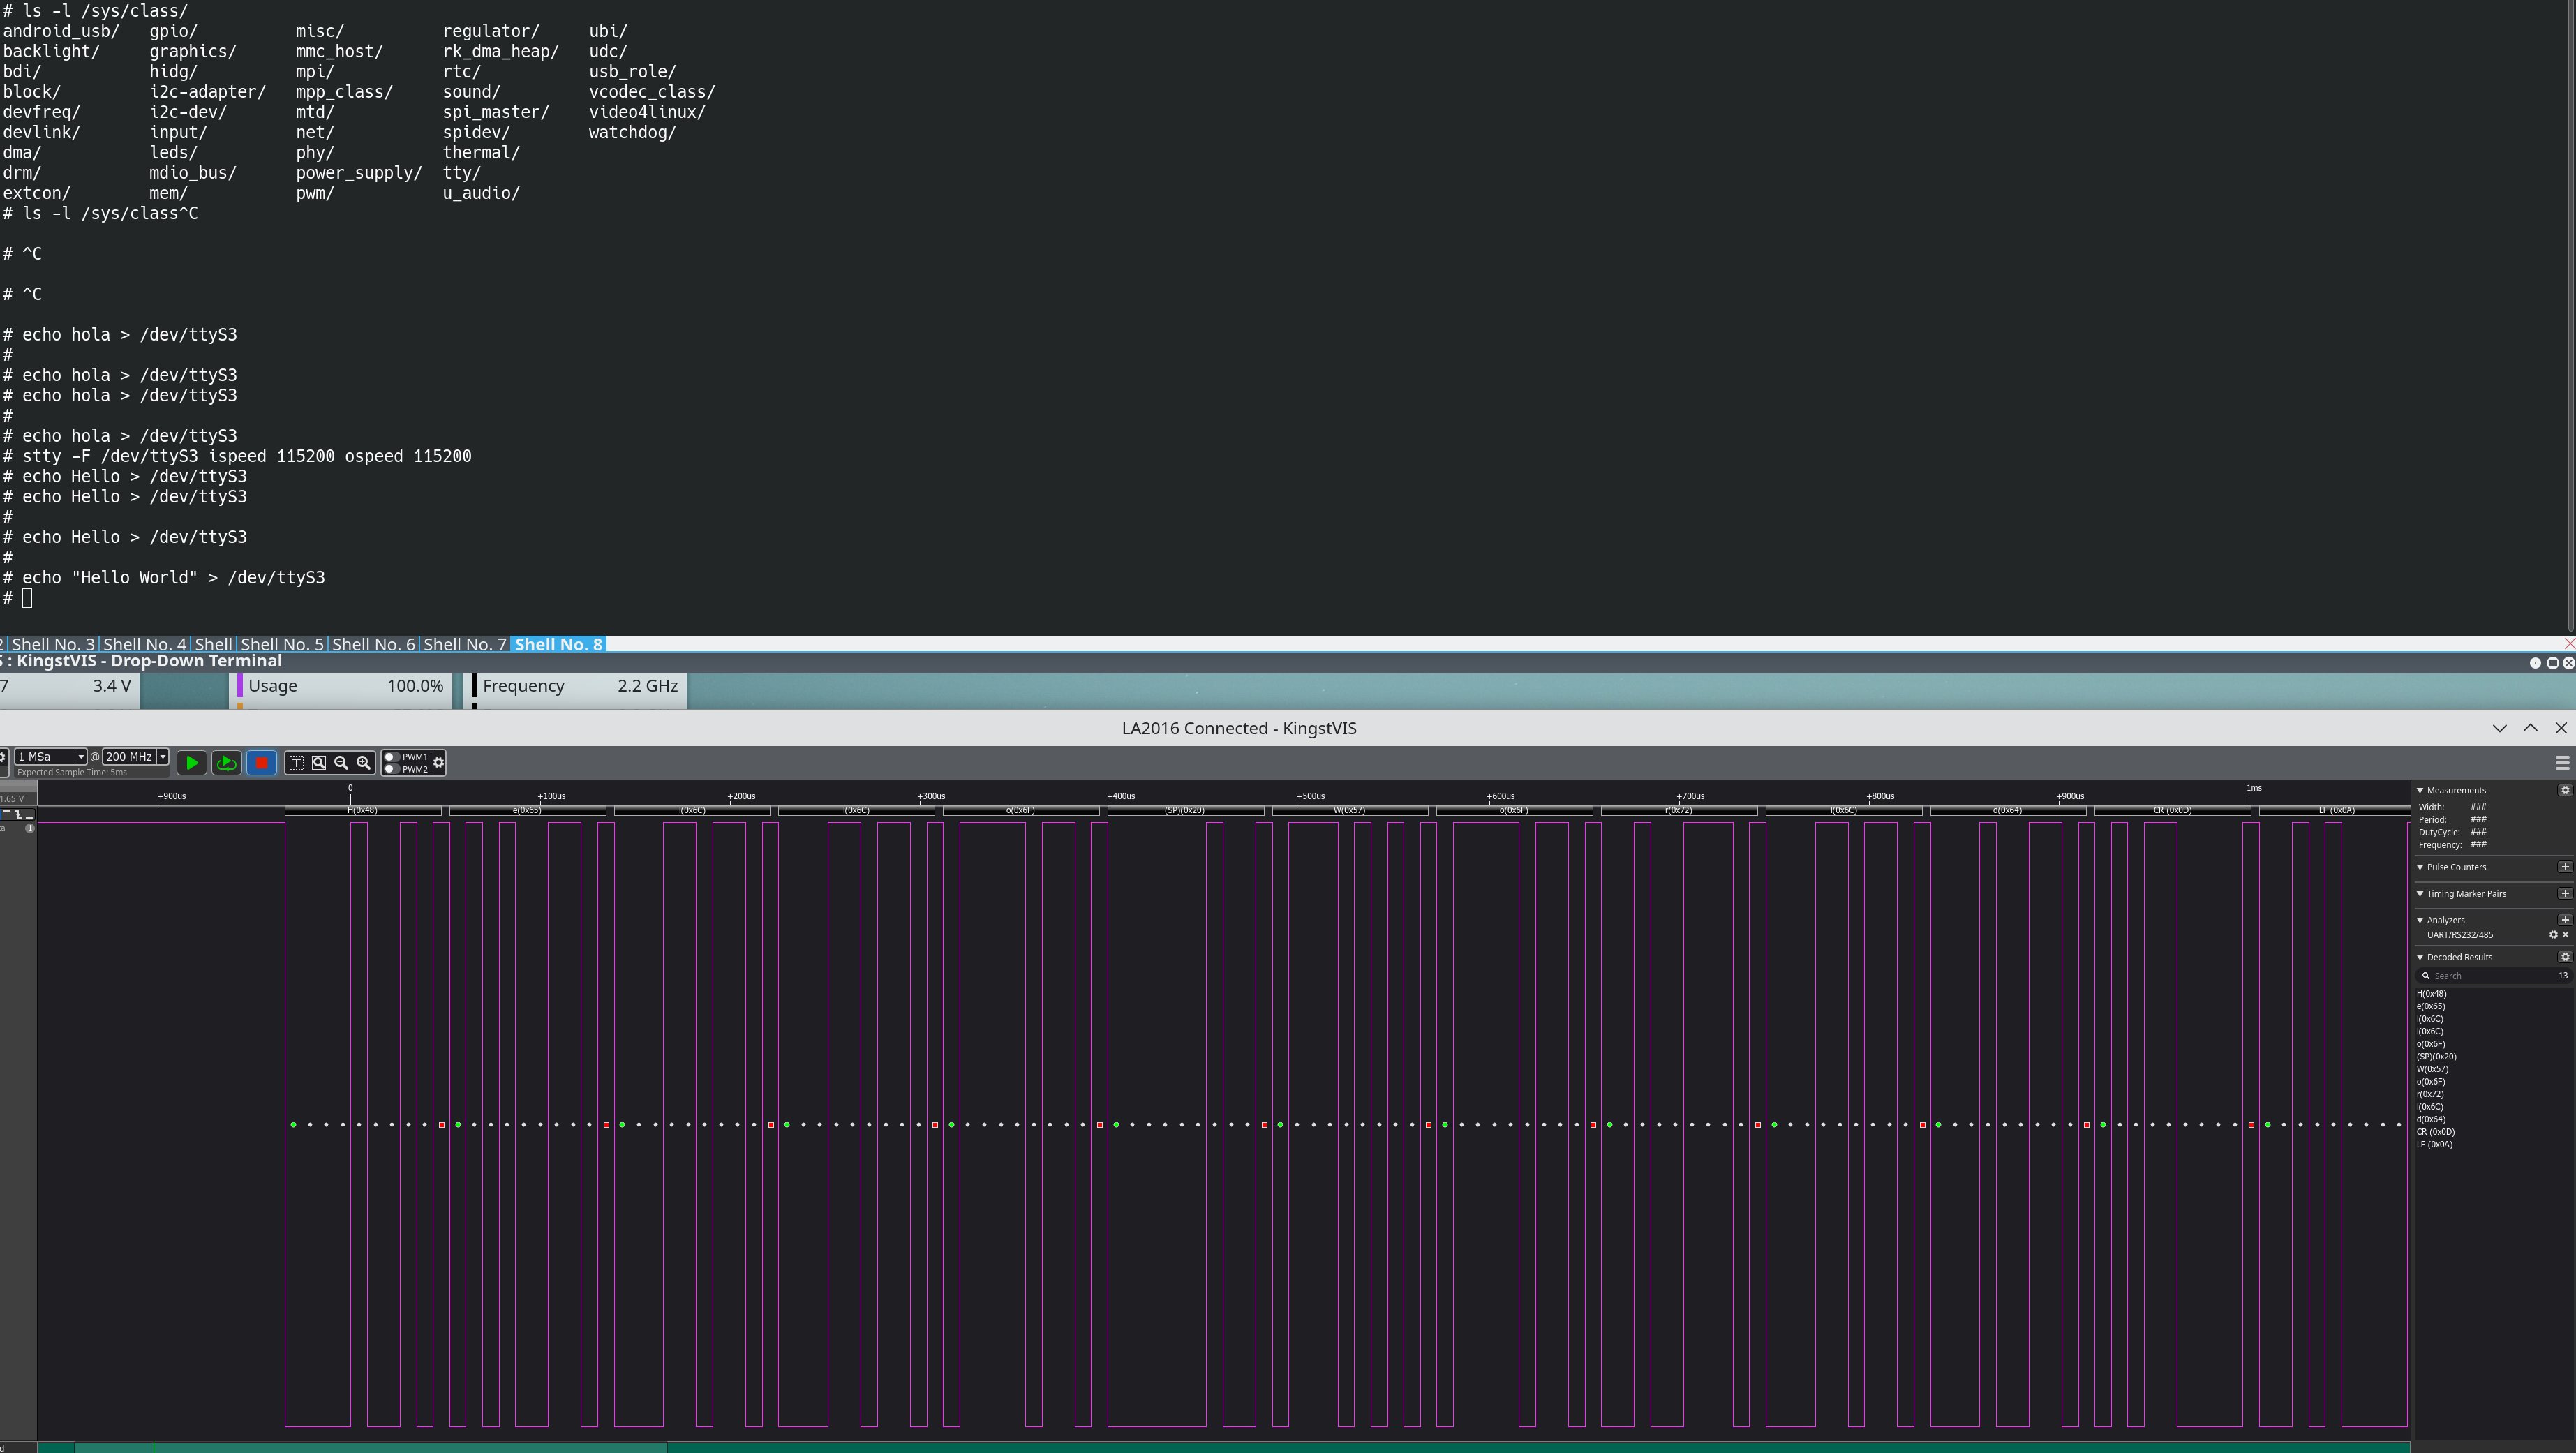 # ls -l /sys/class/
android_usb/ gpio/ misc/ regulator/ ubi/
backlight/ graphics/ mmc_host/ rk_dma_heap/ udc/
bdi/ hidg/ mpi/ rtc/ usb_role/
block/ i2c-adapter/ mpp_class/ sound/ vcodec_class/
devfreq/ i2c-dev/ mtd/ spi_master/ video4linux/
devlink/ input/ net/ spidev/ watchdog/
dma/ leds/ phy/ thermal/
drm/ mdio_bus/ power_supply/ tty/
extcon/ mem/ pwm/ u_audio/
# ls -l /sys/class^C
# ^C
# ^C
# echo hola > /dev/ttyS3
#
# echo hola > /dev/ttyS3
# echo hola > /dev/ttyS3
#
# echo hola > /dev/ttyS3
# stty -F /dev/ttyS3 ispeed 115200 ospeed 115200
# echo Hello > /dev/ttyS3
# echo Hello > /dev/ttyS3
#
# echo Hello > /dev/ttyS3
#
# echo "Hello World" > /dev/ttyS3
#
Shell No. 3 Shell No. 4 Shell Shell No. 5 Shell No. 6 Shell No. 7 Shell No. 8
: KingstVIS - Drop-Down Terminal
7 3.4 V Usage 100.0% Frequency 2.2 GHz
LA2016 Connected - KingstVIS
1 MSa @ 200 MHz T PWM1
Expected Sample Time: 5ms PWM2
+900us 0 +100us +200us +300us +400us +500us +600us +700us +800us +900us 1ms
1.65 V
H(0x48) e(0x65) l(0x6C) l(0x6C) o(0x6F) (SP)(0x20) W(0x57) o(0x6F) r(0x72) l(0x6C) d(0x64) CR (0x0D) LF (0x0A)
1
Measurements
Width: ###
Period: ###
DutyCycle: ###
Frequency: ###
Pulse Counters
Timing Marker Pairs
Analyzers
UART/RS232/485
Decoded Results
Search 13
H(0x48)
e(0x65)
l(0x6C)
l(0x6C)
o(0x6F)
(SP)(0x20)
W(0x57)
o(0x6F)
r(0x72)
l(0x6C)
d(0x64)
CR (0x0D)
LF (0x0A)